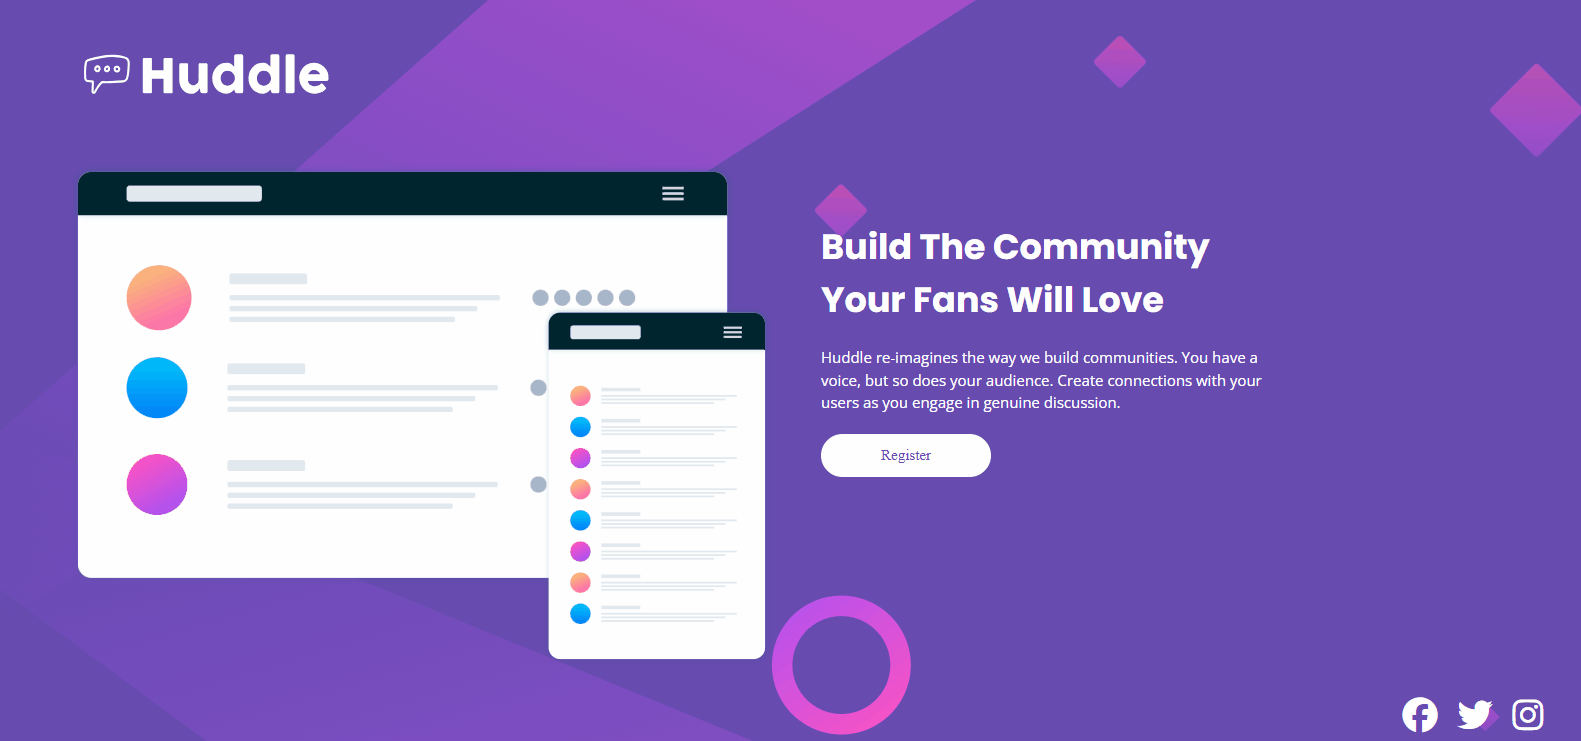 Huddle
Build The Community
Your Fans Will Love
Huddle re-imagines the way we build communities. You have a
voice, but so does your audience. Create connections with your
users as you engage in genuine discussion.
Register